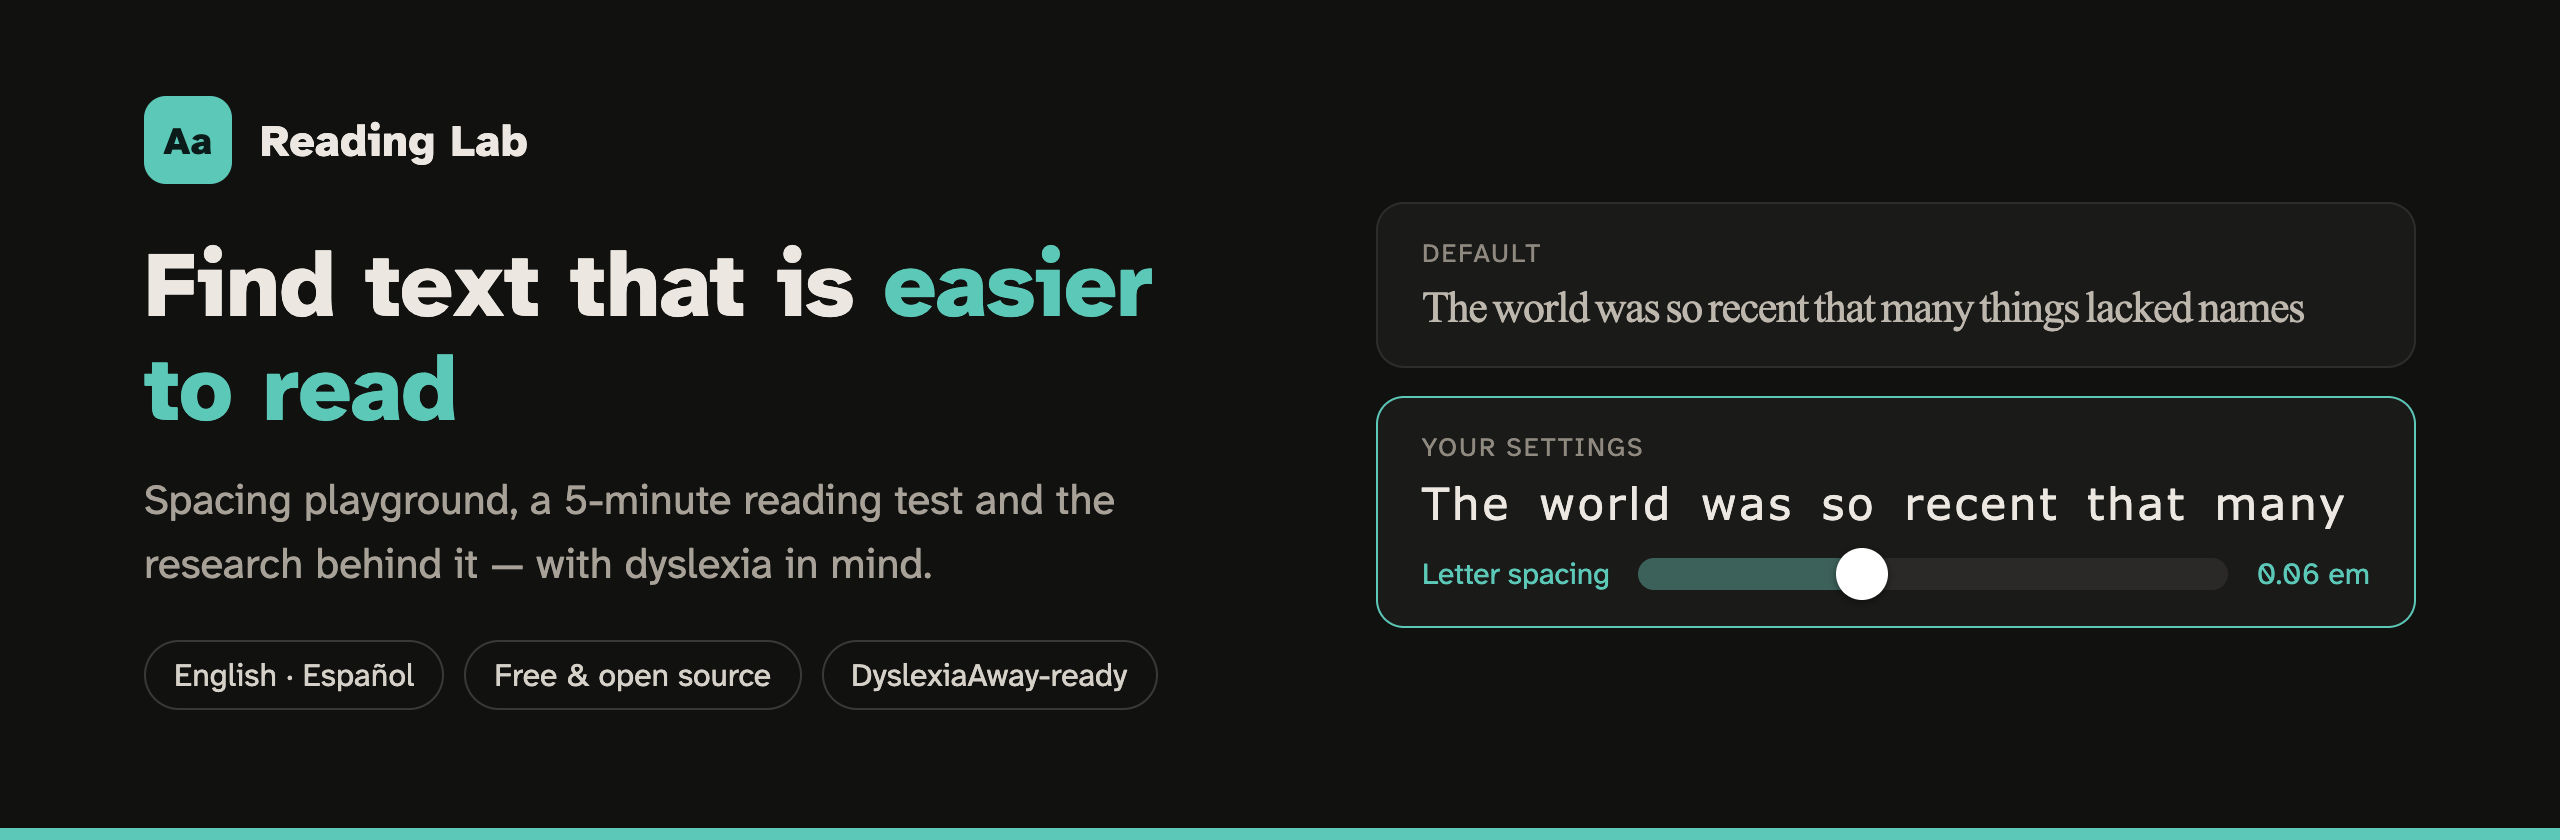 Aa
Reading Lab
Find text that is easier
to read
Spacing playground, a 5-minute reading test and the
research behind it — with dyslexia in mind.
English · Español
Free & open source
DyslexiaAway-ready
DEFAULT
The world was so recent that many things lacked names
YOUR SETTINGS
The world was so recent that many
Letter spacing 0.06 em